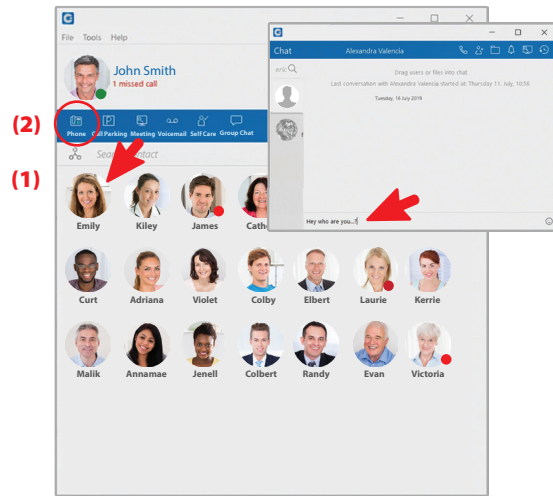 File Tools Help
John Smith
1 missed call
(2)
Phone Call Parking Meeting Voicemail Self Care Group Chat
(1)
Emily Kiley James
Curt Adriana Violet Colby Elbert Laurie Kerrie
Malik Annamae Jenell Colbert Randy Evan Victoria
Chat Alexandra Valencia
eric
Drag users or files into chat
Last conversation with Alexandra Valencia started at: Thursday 11. July, 10:56
Tuesday, 16 July 2019
Hey who are you...?